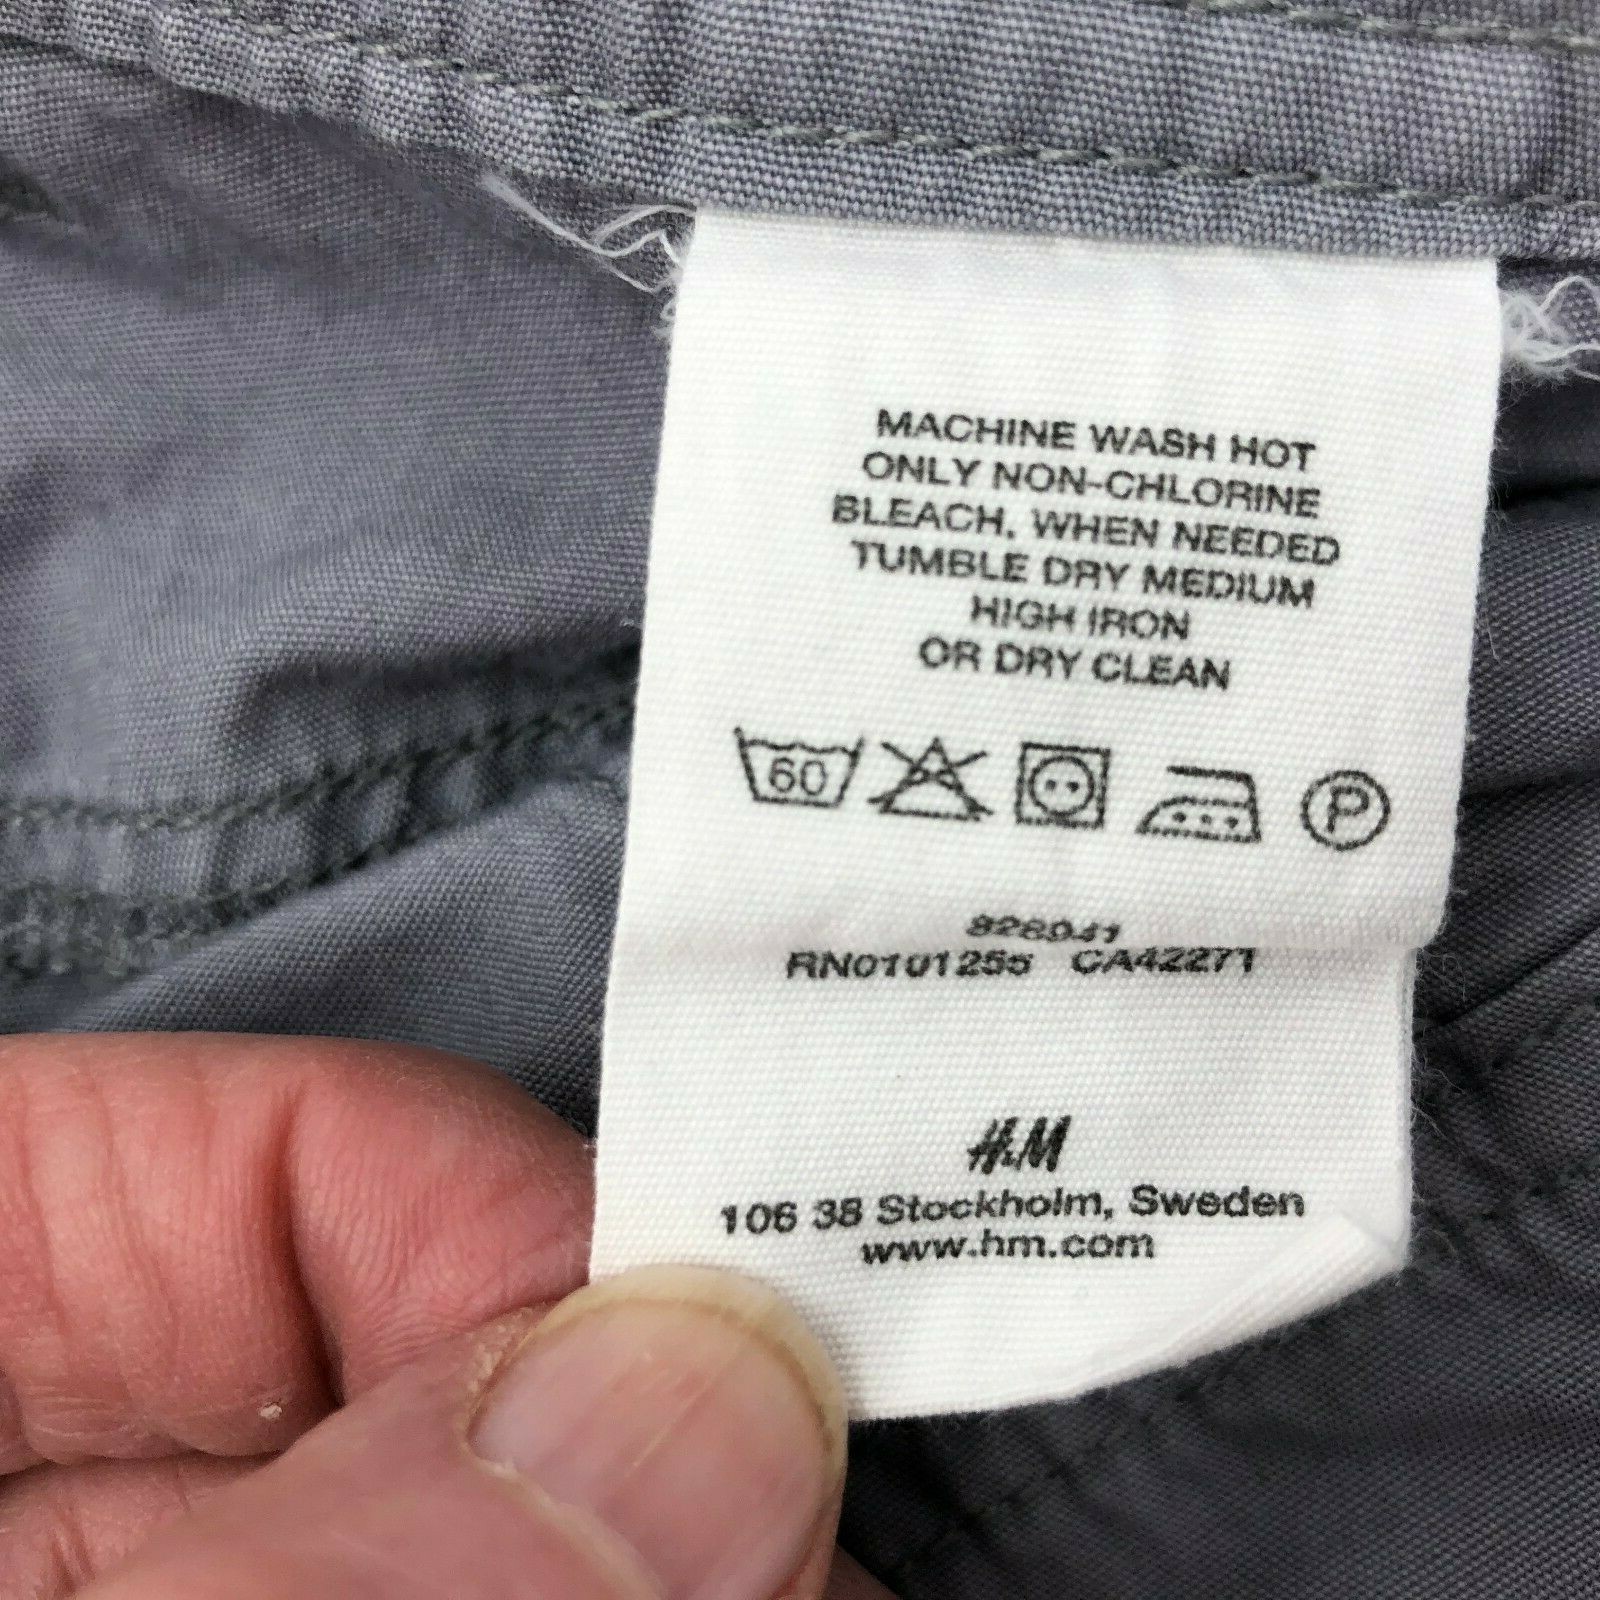 MACHINE WASH HOT
ONLY NON-CHLORINE
BLEACH, WHEN NEEDED
TUMBLE DRY MEDIUM
HIGH IRON
OR DRY CLEAN
60 P
828941
RN0101255 CA42271
H&M
106 38 Stockholm, Sweden
www.hm.com